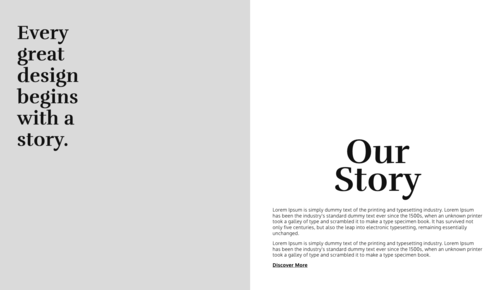 Every
great
design
begins
with a
story.
Our
Story
Lorem Ipsum is simply dummy text of the printing and typesetting industry. Lorem Ipsum
has been the industry's standard dummy text ever since the 1500s, when an unknown printer
took a galley of type and scrambled it to make a type specimen book. It has survived not
only five centuries, but also the leap into electronic typesetting, remaining essentially
unchanged.
Lorem Ipsum is simply dummy text of the printing and typesetting industry. Lorem Ipsum
has been the industry's standard dummy text ever since the 1500s, when an unknown printer
took a galley of type and scrambled it to make a type specimen book.
Discover More